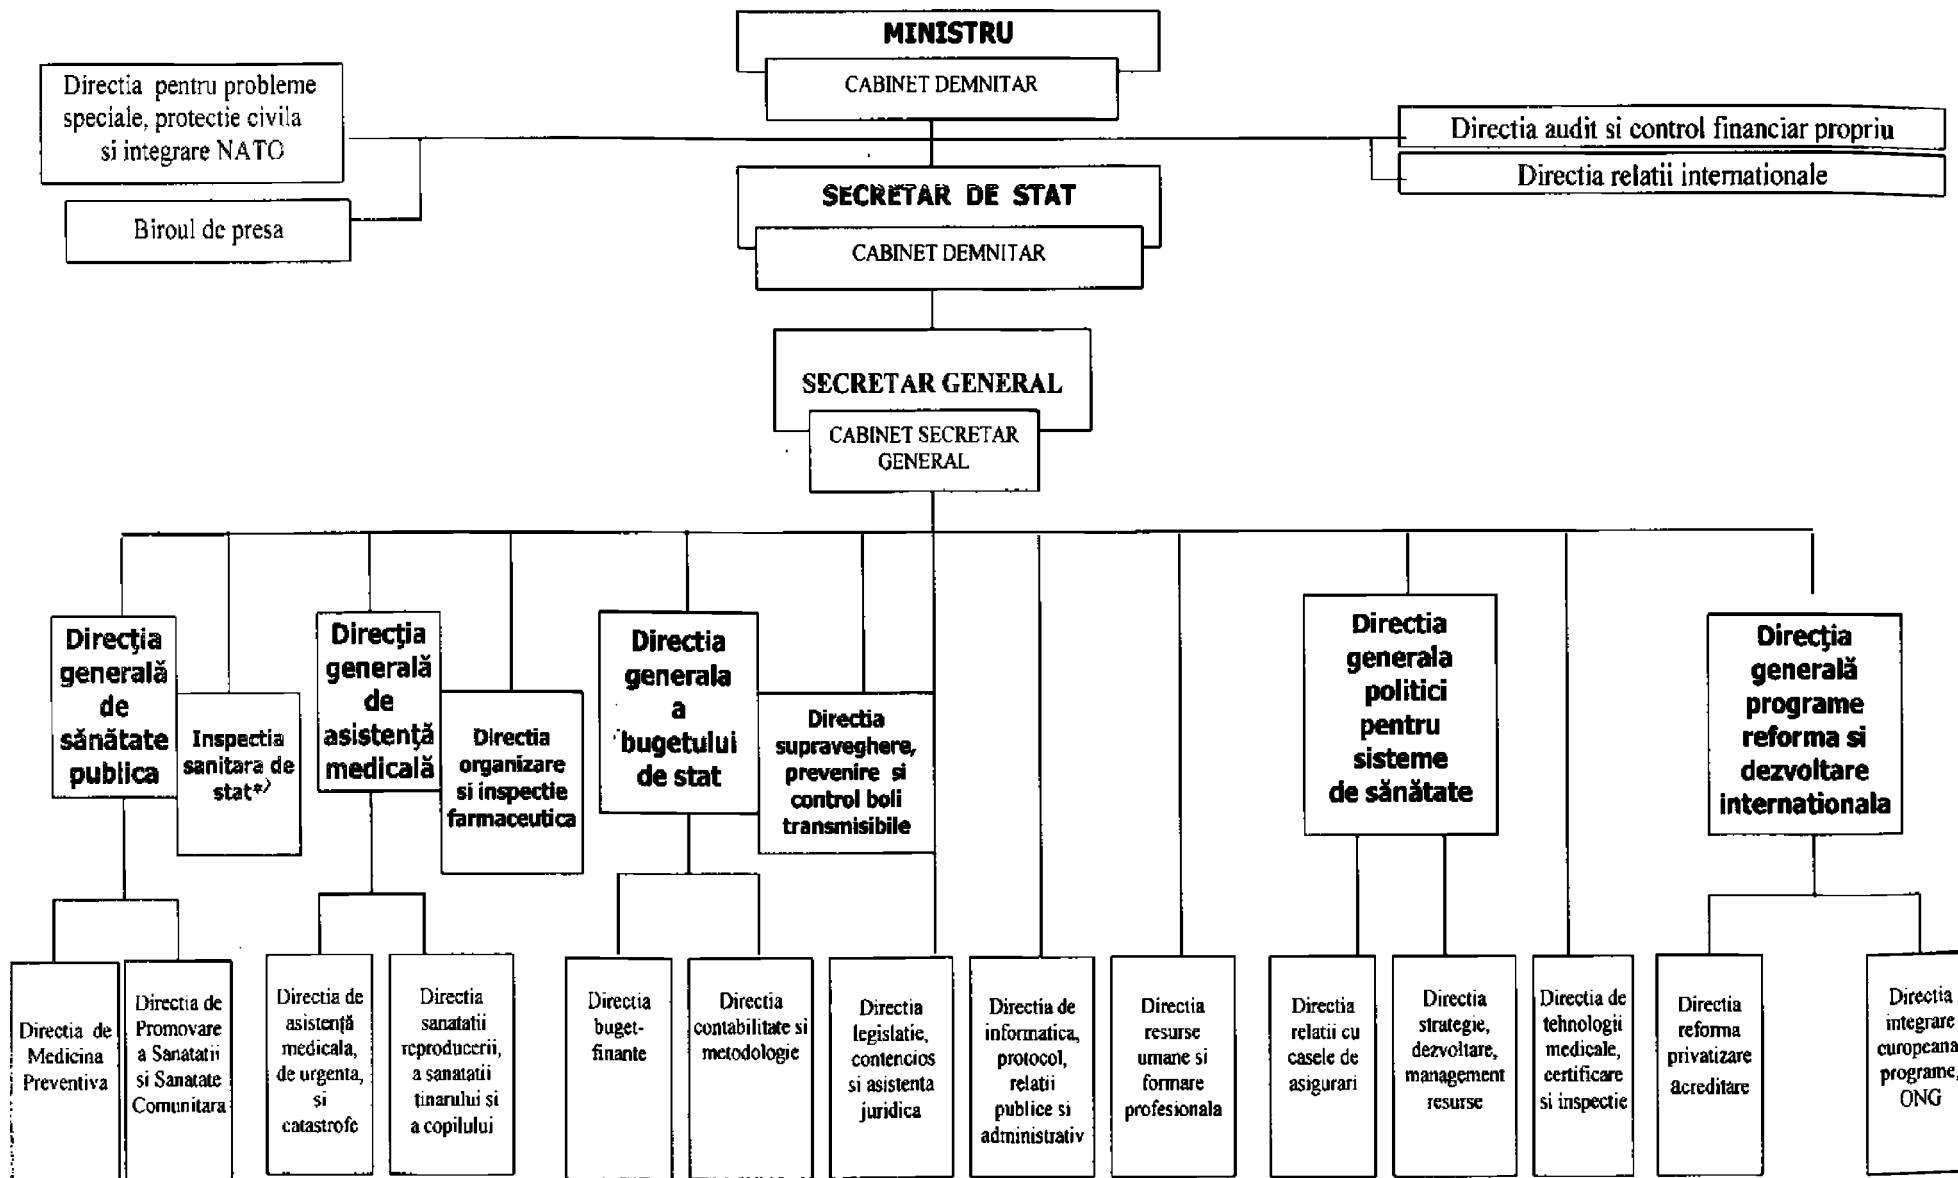 MINISTRU
CABINET DEMNITAR
Directia pentru probleme
speciale, protectie civila
si integrare NATO
Biroul de presa
Directia audit si control financiar propriu
Directia relatii internationale
SECRETAR DE STAT
CABINET DEMNITAR
SECRETAR GENERAL
CABINET SECRETAR
GENERAL
Direcţia
generală
de
sănătate
publica
Inspectia
sanitara de
stat*)
Direcţia
generală
de
asistenţă
medicală
Directia
organizare
si inspectie
farmaceutica
Directia
generala
a
bugetului
de stat
Directia
supraveghere,
prevenire si
control boli
transmisibile
Directia
generala
politici
pentru
sisteme
de sănătate
Direcţia
generală
programe
reforma si
dezvoltare
internationala
Directia de
Medicina
Preventiva
Directia de
Promovare
a Sanatatii
si Sanatate
Comunitara
Directia de
asistenţă
medicala,
de urgenta,
si
catastrofe
Directia
sanatatii
reproducerii,
a sanatatii
tinarului si
a copilului
Directia
buget-
finante
Directia
contabilitate si
metodologie
Directia
legislatie,
contencios
si asistenta
juridica
Directia de
informatica,
protocol,
relatii
publice si
administrativ
Directia
resurse
umane si
formare
profesionala
Directia
relatii cu
casele de
asigurari
Directia
strategie,
dezvoltare,
management
resurse
Directia de
tehnologii
medicale,
certificare
si inspectie
Directia
reforma
privatizare
acreditare
Directia
integrare
europeana
programe,
ONG